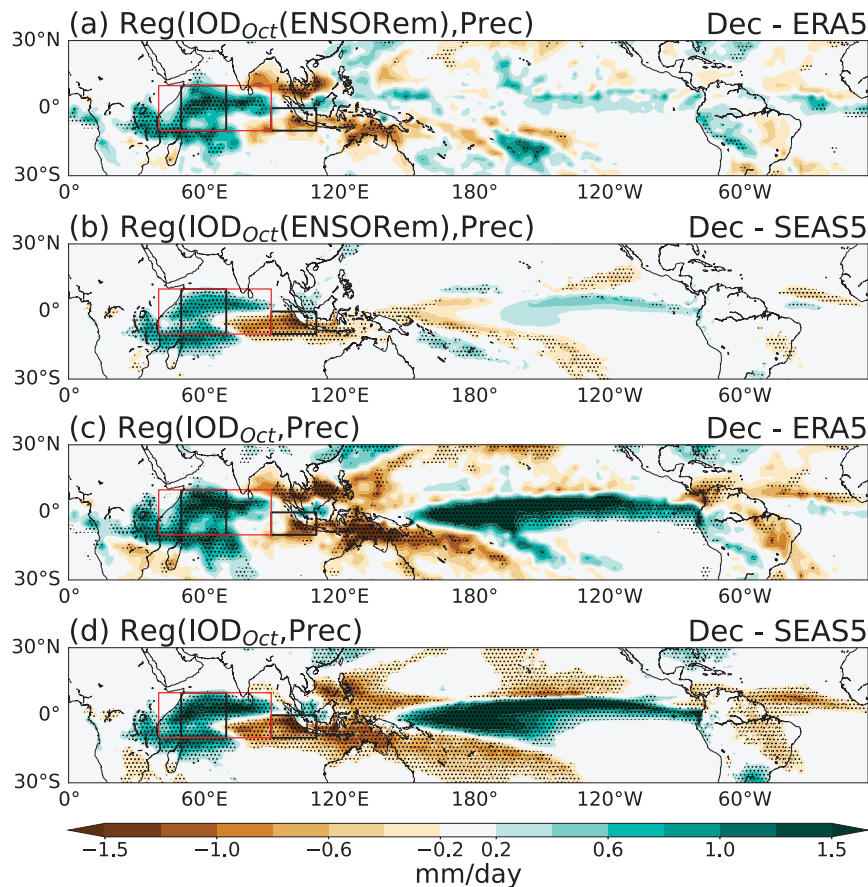 (a) Reg(IOD_Oct(ENSORem),Prec) Dec - ERA5
30°N
0°
30°S
0° 60°E 120°E 180° 120°W 60°W
(b) Reg(IOD_Oct(ENSORem),Prec) Dec - SEAS5
30°N
0°
30°S
0° 60°E 120°E 180° 120°W 60°W
(c) Reg(IOD_Oct,Prec) Dec - ERA5
30°N
0°
30°S
0° 60°E 120°E 180° 120°W 60°W
(d) Reg(IOD_Oct,Prec) Dec - SEAS5
30°N
0°
30°S
0° 60°E 120°E 180° 120°W 60°W
−1.5 −1.0 −0.6 −0.2 0.2 0.6 1.0 1.5
mm/day